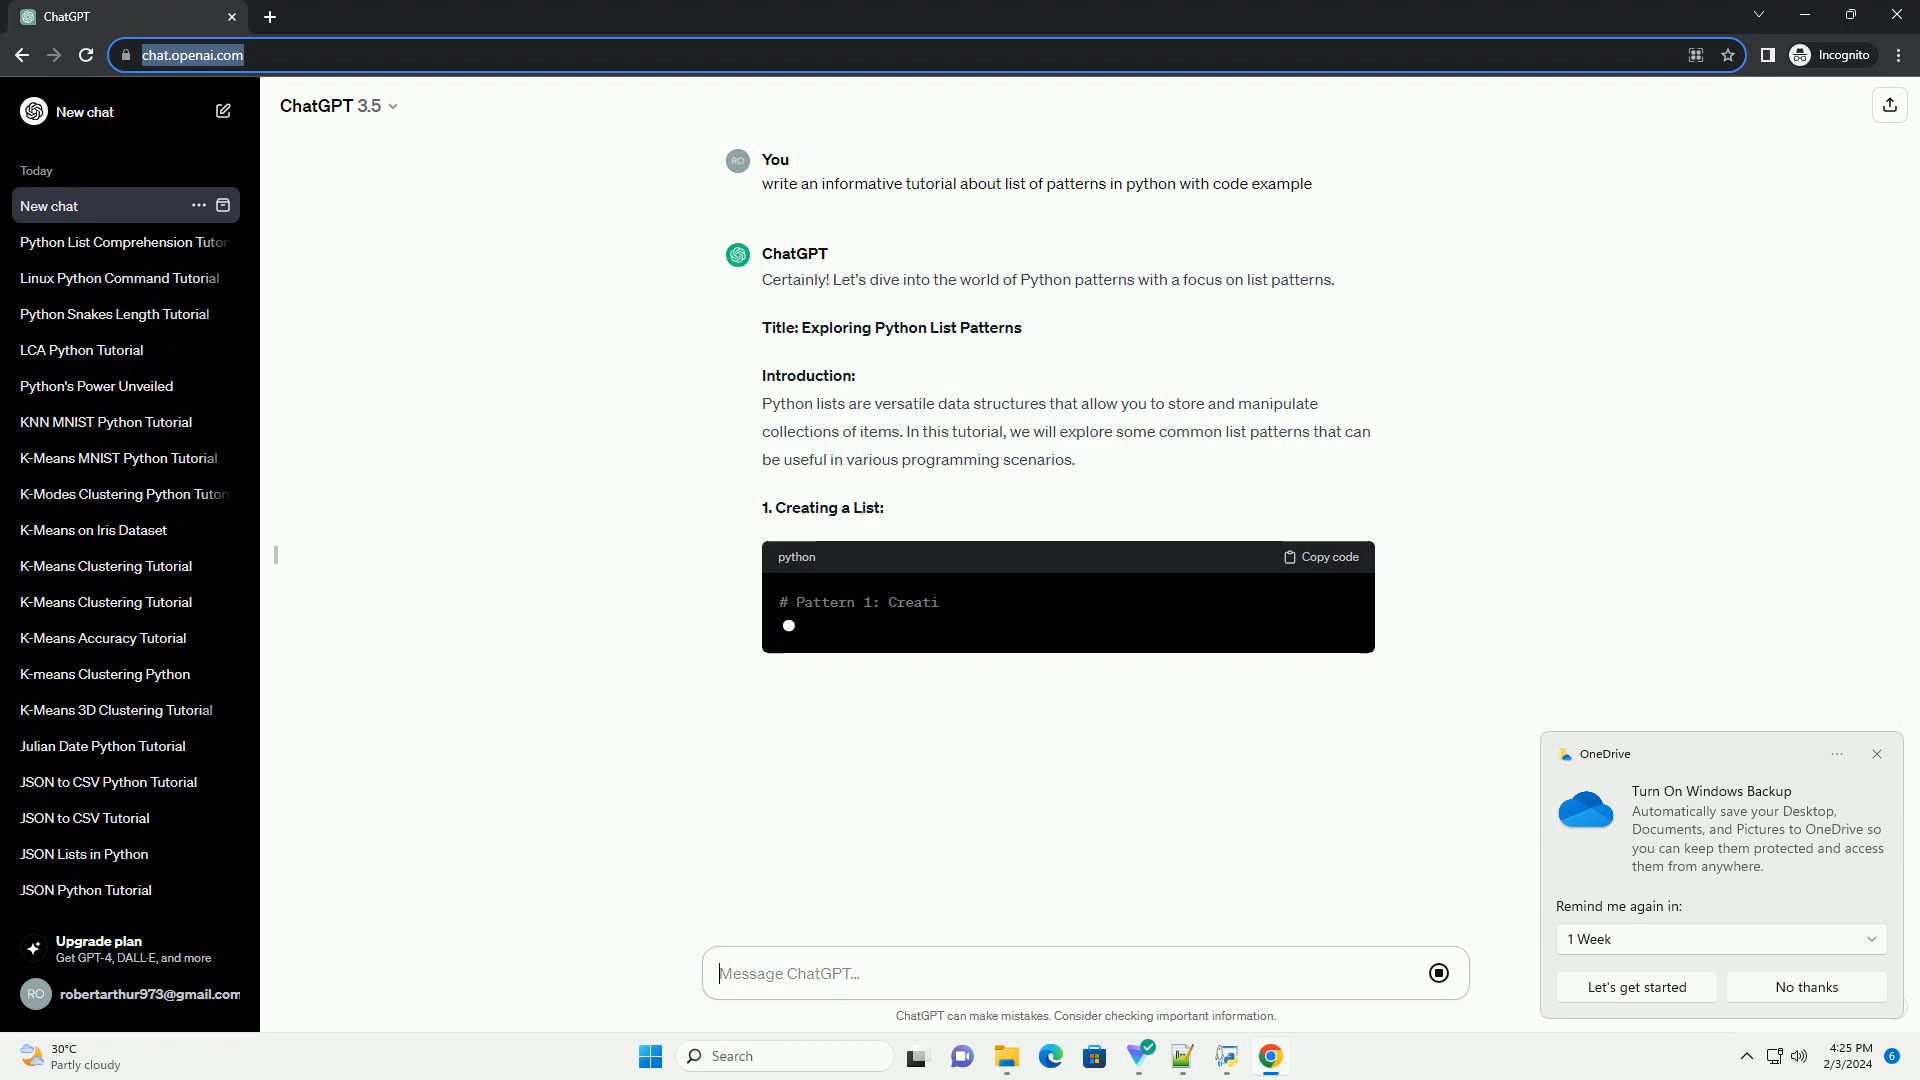 ChatGPT
chat.openai.com
Incognito
New chat
Today
New chat
Python List Comprehension Tutor
Linux Python Command Tutorial
Python Snakes Length Tutorial
LCA Python Tutorial
Python's Power Unveiled
KNN MNIST Python Tutorial
K-Means MNIST Python Tutorial
K-Modes Clustering Python Tutor
K-Means on Iris Dataset
K-Means Clustering Tutorial
K-Means Clustering Tutorial
K-Means Accuracy Tutorial
K-means Clustering Python
K-Means 3D Clustering Tutorial
Julian Date Python Tutorial
JSON to CSV Python Tutorial
JSON to CSV Tutorial
JSON Lists in Python
JSON Python Tutorial
Upgrade plan
Get GPT-4, DALL·E, and more
RO
robertarthur973@gmail.com
ChatGPT 3.5
RO
You
write an informative tutorial about list of patterns in python with code example
ChatGPT
Certainly! Let's dive into the world of Python patterns with a focus on list patterns.
Title: Exploring Python List Patterns
Introduction:
Python lists are versatile data structures that allow you to store and manipulate
collections of items. In this tutorial, we will explore some common list patterns that can
be useful in various programming scenarios.
1. Creating a List:
python
Copy code
# Pattern 1: Creati
Message ChatGPT...
ChatGPT can make mistakes. Consider checking important information.
OneDrive
Turn On Windows Backup
Automatically save your Desktop,
Documents, and Pictures to OneDrive so
you can keep them protected and access
them from anywhere.
Remind me again in:
1 Week
Let's get started
No thanks
30°C
Partly cloudy
Search
4:25 PM
2/3/2024
6